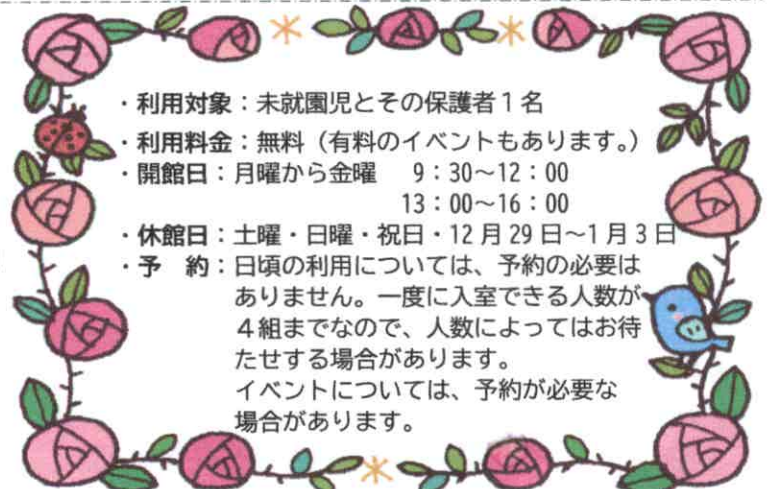 ・利用対象：未就園児とその保護者１名
・利用料金：無料（有料のイベントもあります。）
・開館日：月曜から金曜　9：30～12：00
13：00～16：00
・休館日：土曜・日曜・祝日・12月29日～1月3日
・予　約：日頃の利用については、予約の必要は
ありません。一度に入室できる人数が
４組までなので、人数によってはお待
たせする場合があります。
イベントについては、予約が必要な
場合があります。